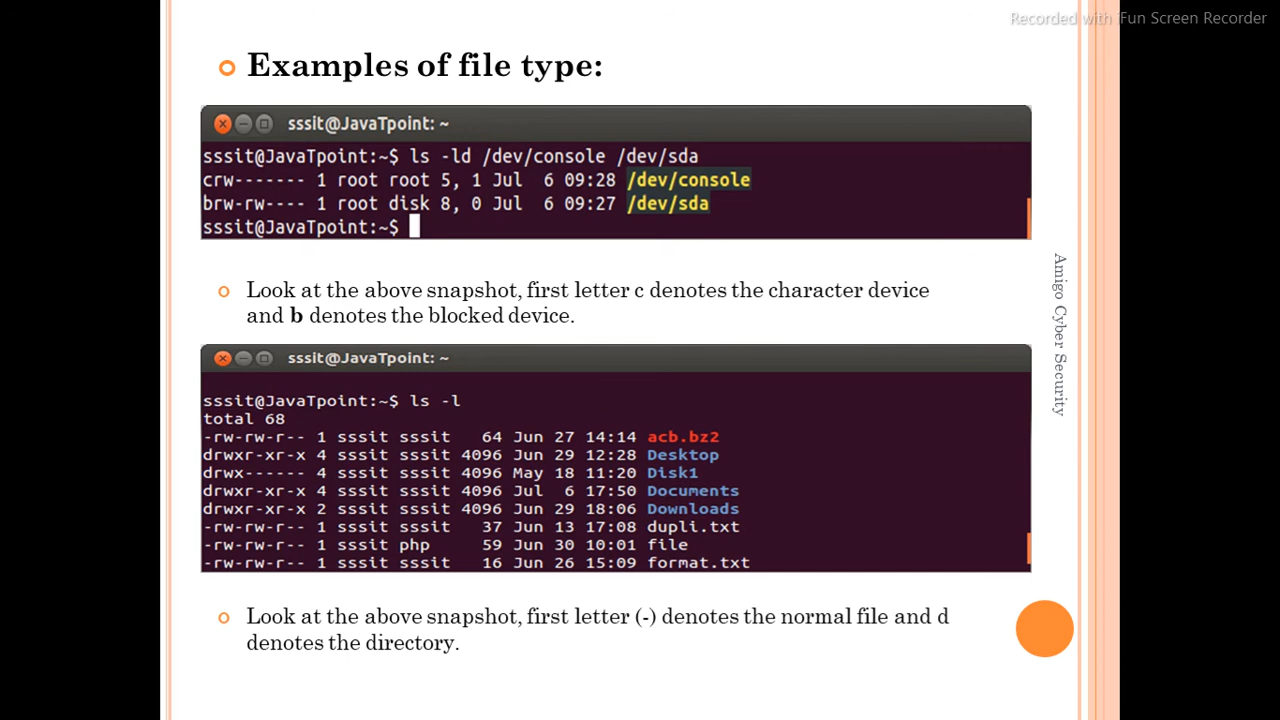 Recorded with iFun Screen Recorder
Examples of file type:
sssit@JavaTpoint: ~
sssit@JavaTpoint:~$ ls -ld /dev/console /dev/sda
crw------- 1 root root 5, 1 Jul  6 09:28 /dev/console
brw-rw---- 1 root disk 8, 0 Jul  6 09:27 /dev/sda
sssit@JavaTpoint:~$
Look at the above snapshot, first letter c denotes the character device
and b denotes the blocked device.
sssit@JavaTpoint: ~
sssit@JavaTpoint:~$ ls -l
total 68
-rw-rw-r-- 1 sssit sssit   64 Jun 27 14:14 acb.bz2
drwxr-xr-x 4 sssit sssit 4096 Jun 29 12:28 Desktop
drwx------ 4 sssit sssit 4096 May 18 11:20 Disk1
drwxr-xr-x 4 sssit sssit 4096 Jul  6 17:50 Documents
drwxr-xr-x 2 sssit sssit 4096 Jun 29 18:06 Downloads
-rw-rw-r-- 1 sssit sssit   37 Jun 13 17:08 dupli.txt
-rw-rw-r-- 1 sssit php     59 Jun 30 10:01 file
-rw-rw-r-- 1 sssit sssit   16 Jun 26 15:09 format.txt
Look at the above snapshot, first letter (-) denotes the normal file and d
denotes the directory.
Amigo Cyber Security